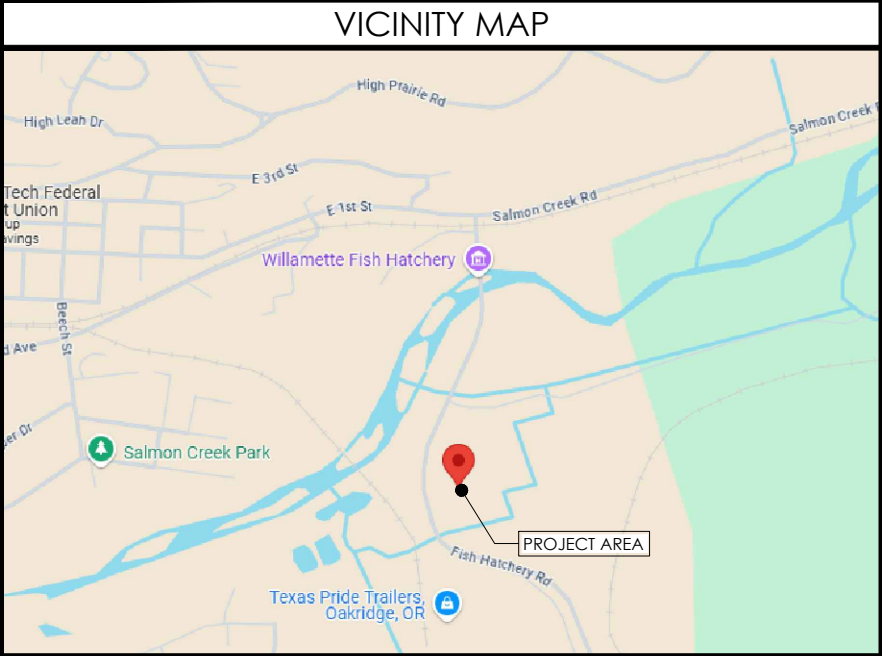 VICINITY MAP
High Prairie Rd
High Leah Dr
Salmon Creek
E 3rd St
Tech Federal
t Union
up
avings
E 1st St
Salmon Creek Rd
Willamette Fish Hatchery
Beech St
d Ave
per Dr
Salmon Creek Park
PROJECT AREA
Fish Hatchery Rd
Texas Pride Trailers,
Oakridge, OR